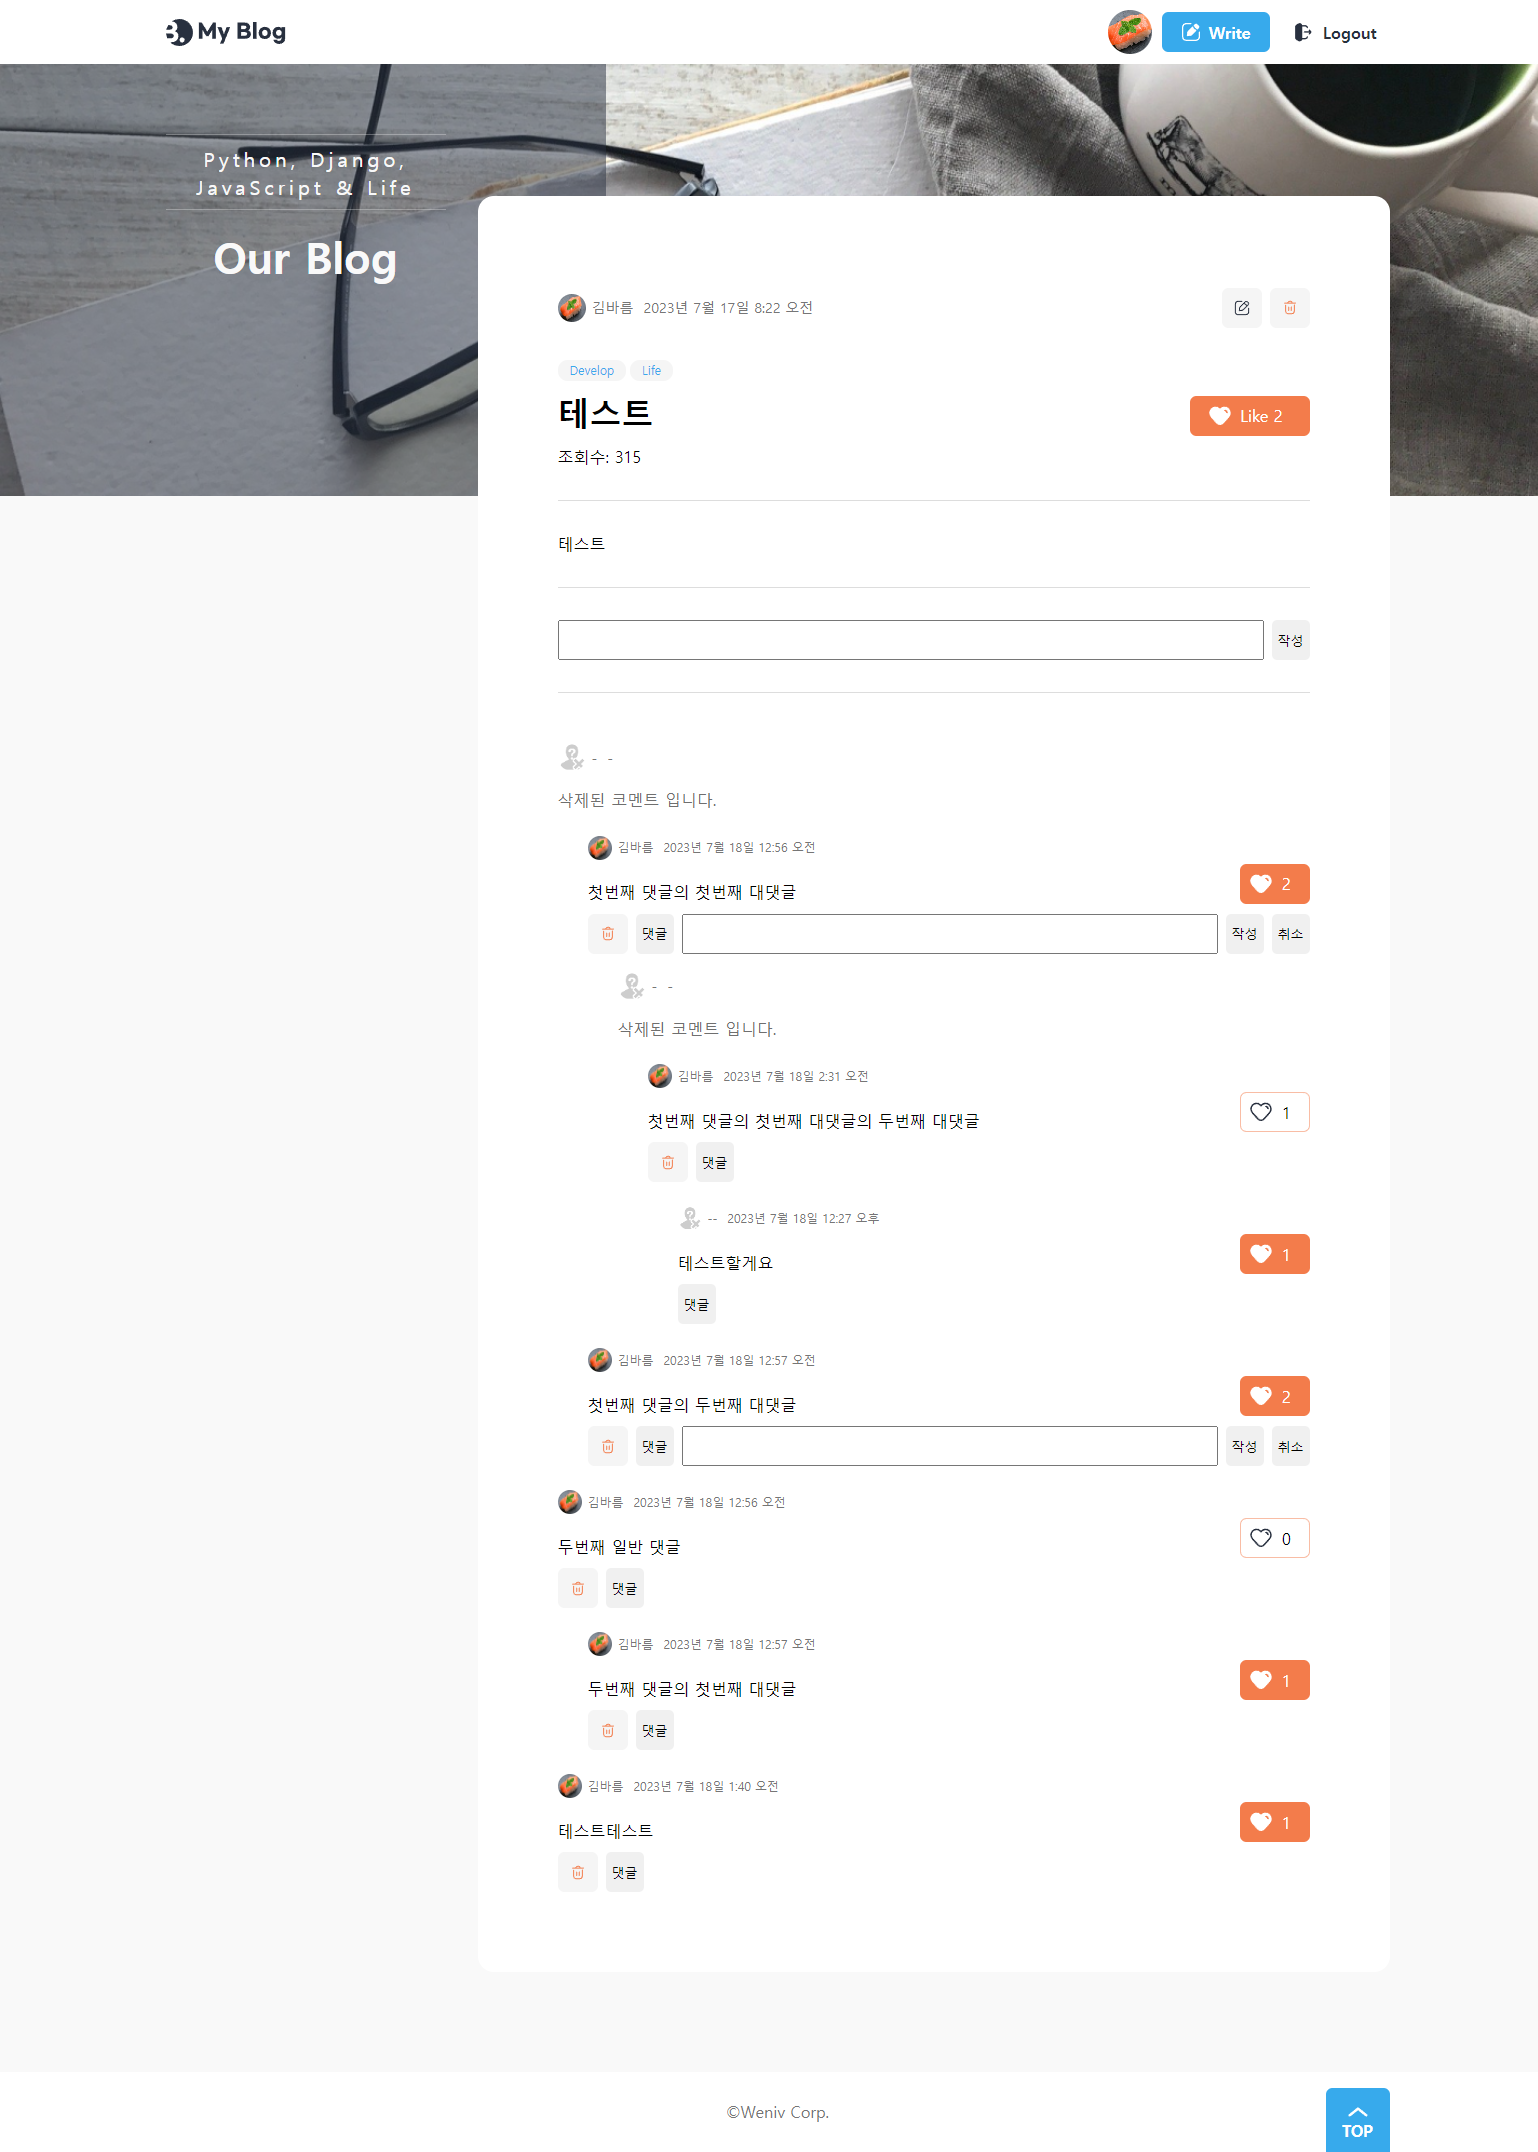 My Blog
Write
Logout
Python, Django,
JavaScript & Life
Our Blog
김바름 2023년 7월 17일 8:22 오전
Develop Life
테스트
Like 2
조회수: 315
테스트
작성
- -
삭제된 코멘트 입니다.
김바름 2023년 7월 18일 12:56 오전
첫번째 댓글의 첫번째 대댓글
2
댓글 작성 취소
- -
삭제된 코멘트 입니다.
김바름 2023년 7월 18일 2:31 오전
첫번째 댓글의 첫번째 대댓글의 두번째 대댓글
1
댓글
-- 2023년 7월 18일 12:27 오후
테스트할게요
1
댓글
김바름 2023년 7월 18일 12:57 오전
첫번째 댓글의 두번째 대댓글
2
댓글 작성 취소
김바름 2023년 7월 18일 12:56 오전
두번째 일반 댓글
0
댓글
김바름 2023년 7월 18일 12:57 오전
두번째 댓글의 첫번째 대댓글
1
댓글
김바름 2023년 7월 18일 1:40 오전
테스트테스트
1
댓글
©Weniv Corp.
TOP